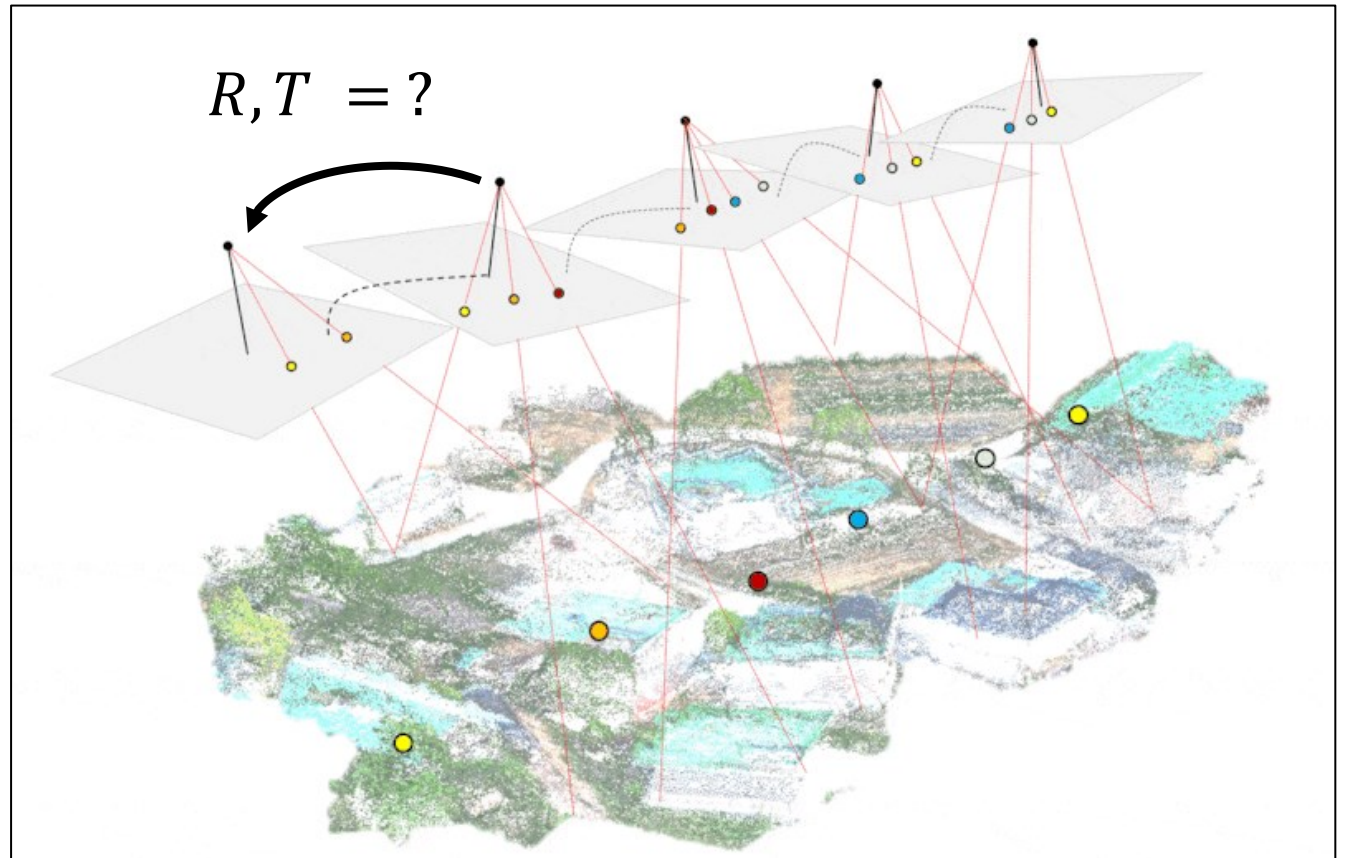 R, T = ?